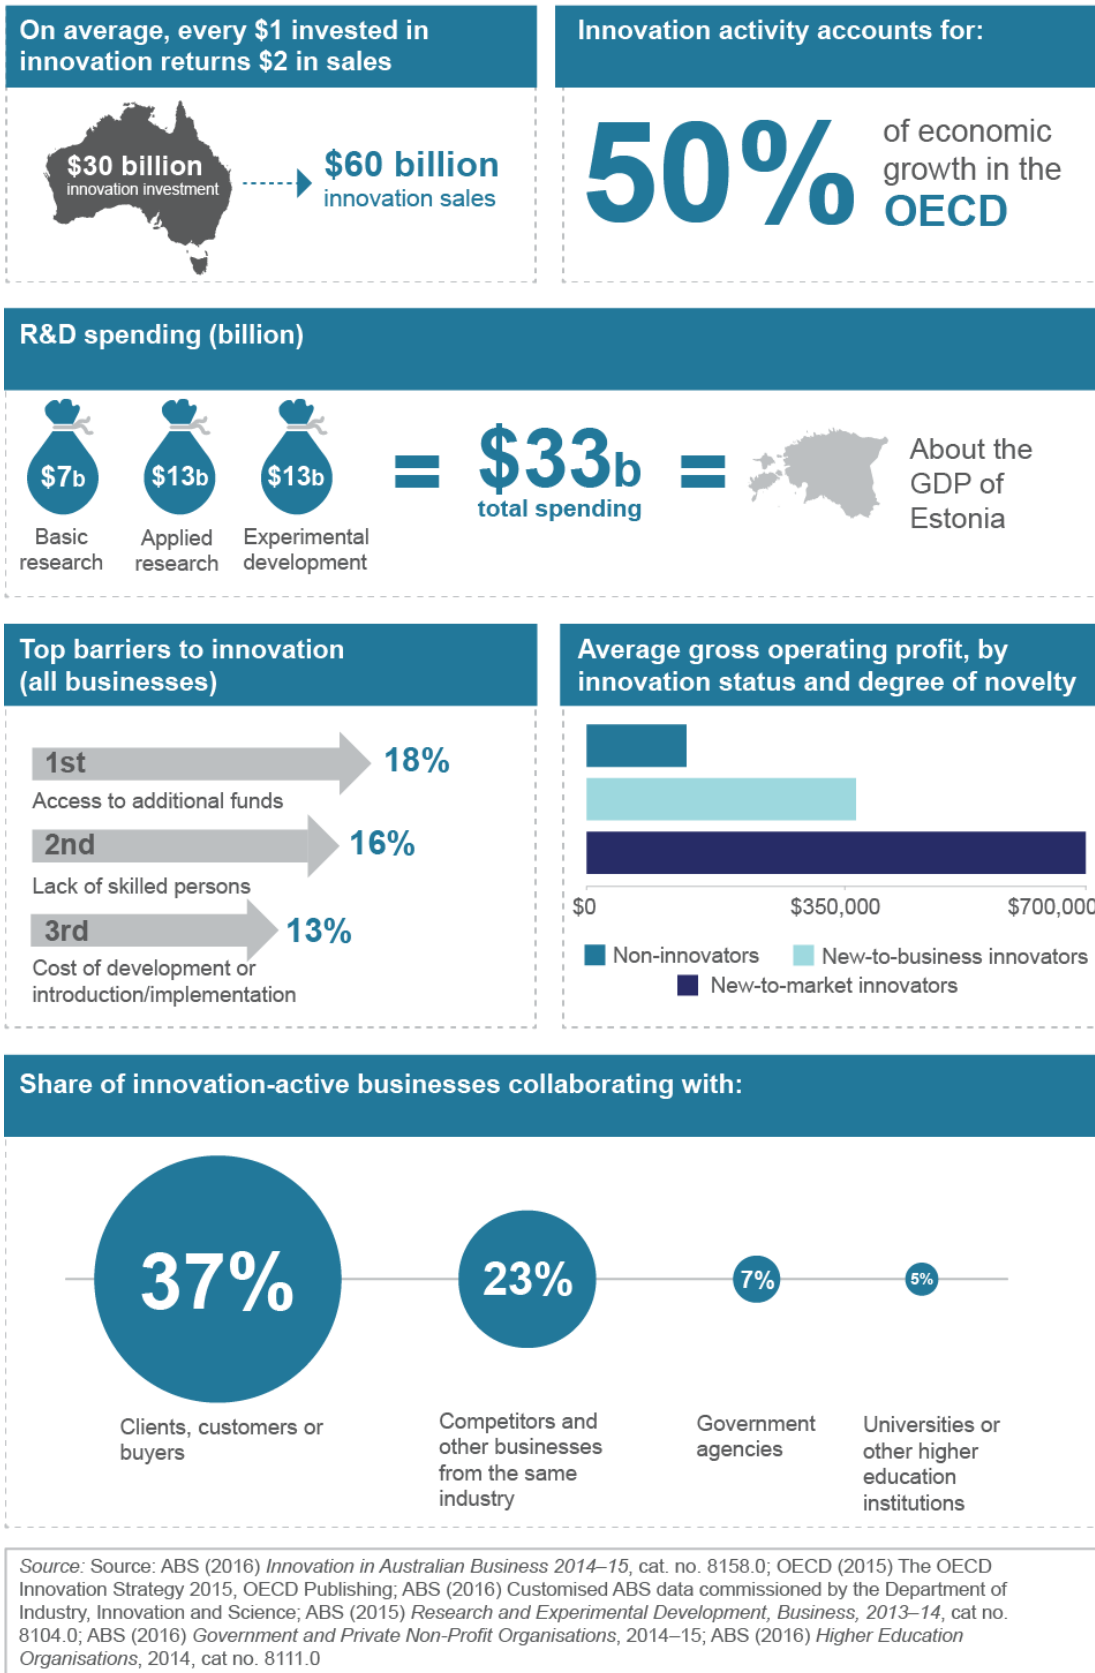 On average, every $1 invested in
innovation returns $2 in sales
$30 billion
innovation investment
$60 billion
innovation sales
Innovation activity accounts for:
50%
of economic
growth in the
OECD
R&D spending (billion)
$7b
$13b
$13b
=
$33b
total spending
=
About the
GDP of
Estonia
Basic
research
Applied
research
Experimental
development
Top barriers to innovation
(all businesses)
1st
18%
Access to additional funds
2nd
16%
Lack of skilled persons
3rd
13%
Cost of development or
introduction/implementation
Average gross operating profit, by
innovation status and degree of novelty
$0
$350,000
$700,000
Non-innovators
New-to-business innovators
New-to-market innovators
Share of innovation-active businesses collaborating with:
37%
23%
7%
5%
Clients, customers or
buyers
Competitors and
other businesses
from the same
industry
Government
agencies
Universities or
other higher
education
institutions
Source: Source: ABS (2016) Innovation in Australian Business 2014–15, cat. no. 8158.0; OECD (2015) The OECD
Innovation Strategy 2015, OECD Publishing; ABS (2016) Customised ABS data commissioned by the Department of
Industry, Innovation and Science; ABS (2015) Research and Experimental Development, Business, 2013–14, cat no.
8104.0; ABS (2016) Government and Private Non-Profit Organisations, 2014–15; ABS (2016) Higher Education
Organisations, 2014, cat no. 8111.0